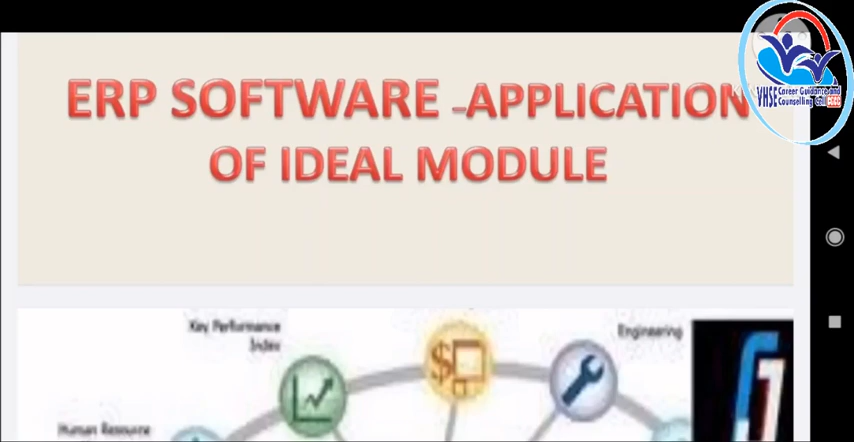 ERP SOFTWARE -APPLICATION
OF IDEAL MODULE
VHSE Career Guidance and
Counselling Cell
Key Performance
Index
Engineering
Human Resource